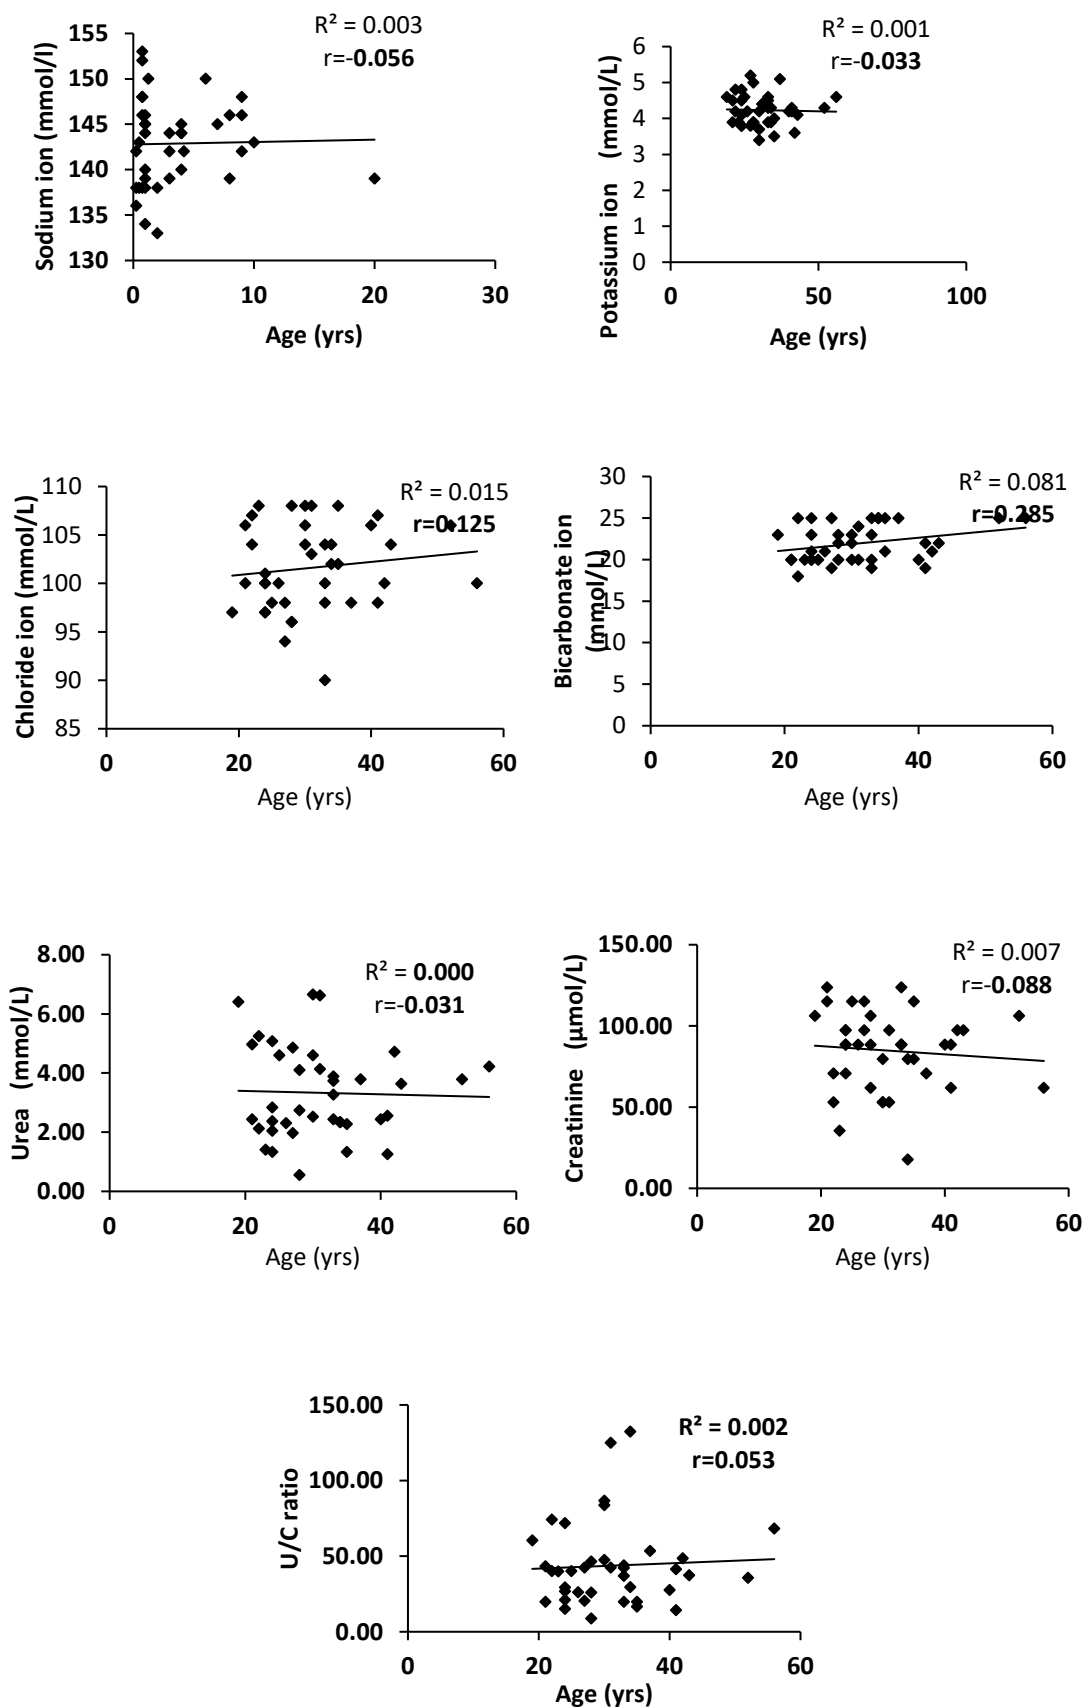 R² = 0.003
r=-0.056
Sodium ion (mmol/l)
155
150
145
140
135
130
0
10
20
30
Age (yrs)
R² = 0.001
r=-0.033
Potassium ion (mmol/L)
6
5
4
3
2
1
0
0
50
100
Age (yrs)
R² = 0.015
r=0.125
Chloride ion (mmol/L)
110
105
100
95
90
85
0
20
40
60
Age (yrs)
R² = 0.081
r=0.285
Bicarbonate ion
(mmol/L)
30
25
20
15
10
5
0
0
20
40
60
Age (yrs)
R² = 0.000
r=-0.031
Urea (mmol/L)
8.00
6.00
4.00
2.00
0.00
0
20
40
60
Age (yrs)
R² = 0.007
r=-0.088
Creatinine (µmol/L)
150.00
100.00
50.00
0.00
0
20
40
60
Age (yrs)
R² = 0.002
r=0.053
U/C ratio
150.00
100.00
50.00
0.00
0
20
40
60
Age (yrs)